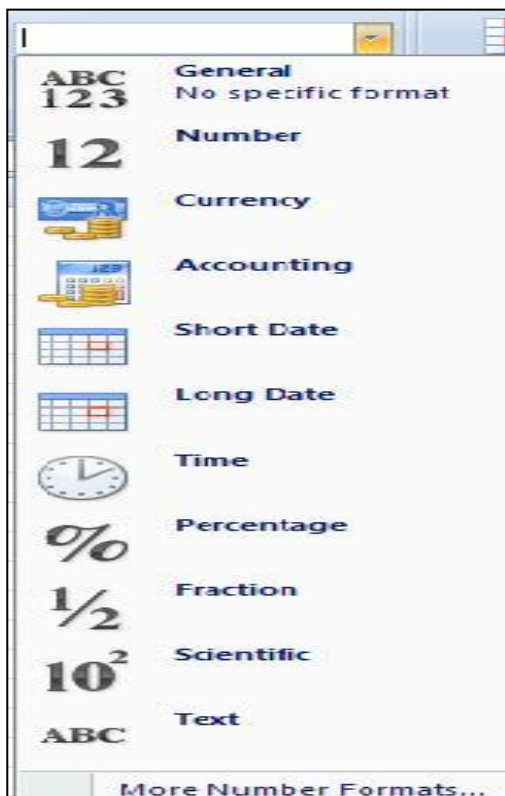 ABC
123
General
No specific format
12
Number
Currency
123
Accounting
Short Date
Long Date
Time
%
Percentage
1/2
Fraction
10²
Scientific
ABC
Text
More Number Formats...